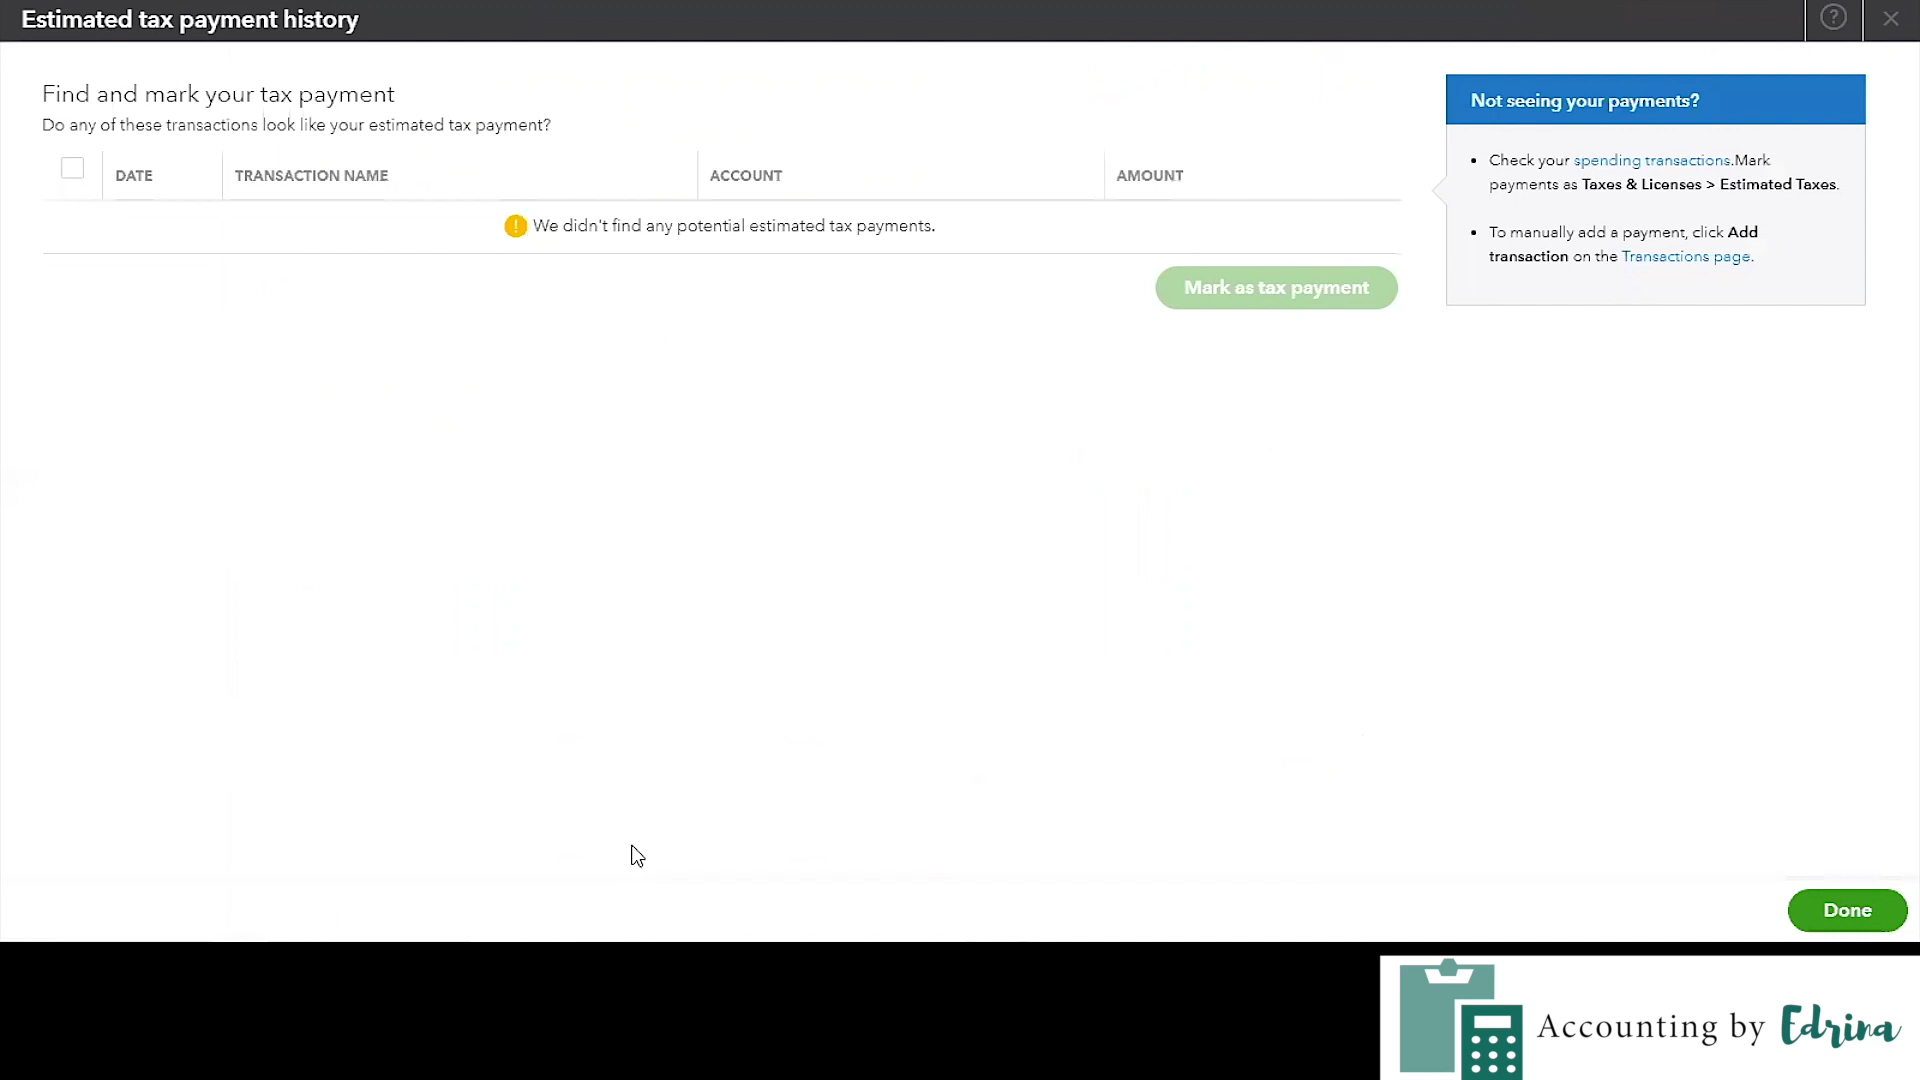 Estimated tax payment history
Find and mark your tax payment
Do any of these transactions look like your estimated tax payment?
DATE
TRANSACTION NAME
ACCOUNT
AMOUNT
We didn't find any potential estimated tax payments.
Mark as tax payment
Not seeing your payments?
Check your spending transactions.Mark
payments as Taxes & Licenses > Estimated Taxes.
To manually add a payment, click Add
transaction on the Transactions page.
Done
Accounting by Edrina